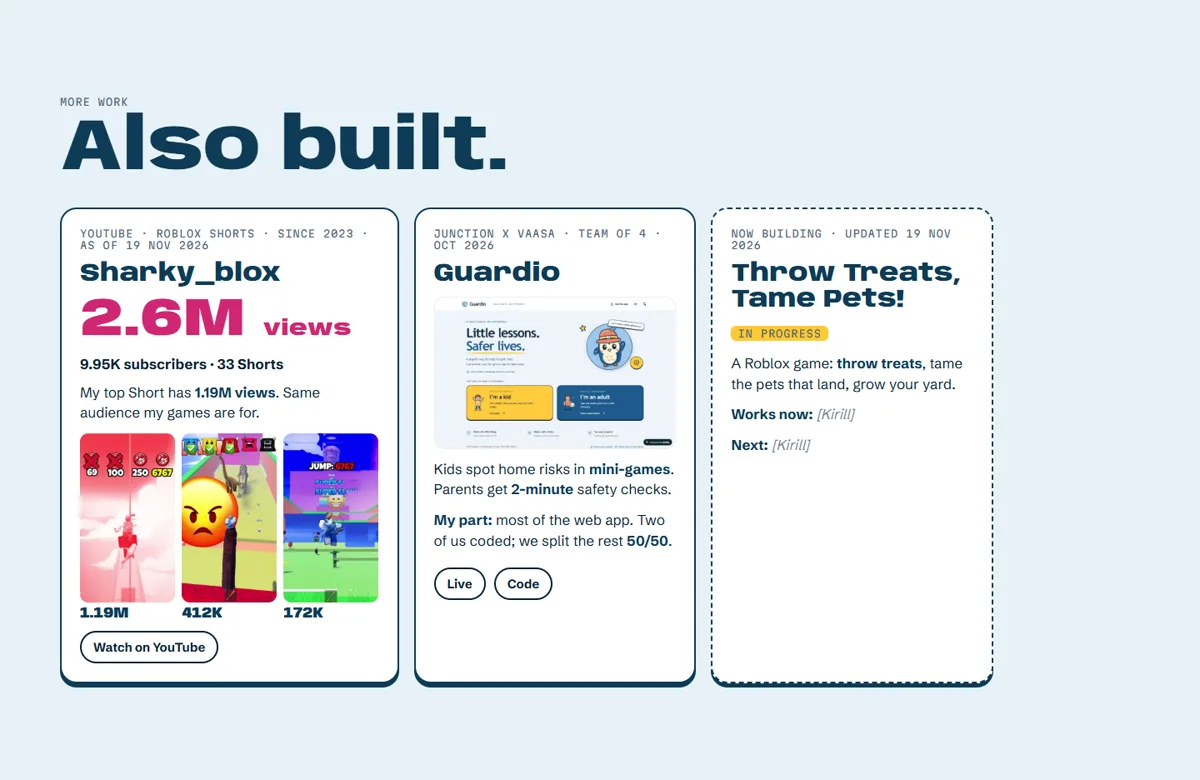 MORE WORK
Also built.
YOUTUBE · ROBLOX SHORTS · SINCE 2023 ·
AS OF 19 NOV 2026
Sharky_blox
2.6M views
9.95K subscribers · 33 Shorts
My top Short has 1.19M views. Same
audience my games are for.
69 100 250 6767
JUMP: 6767
1.19M 412K 172K
Watch on YouTube
JUNCTION X VAASA · TEAM OF 4 ·
OCT 2026
Guardio
Guardio
Little lessons.
Safer lives.
I'm a kid
I'm an adult
Kids spot home risks in mini-games.
Parents get 2-minute safety checks.
My part: most of the web app. Two
of us coded; we split the rest 50/50.
Live Code
NOW BUILDING · UPDATED 19 NOV
2026
Throw Treats,
Tame Pets!
IN PROGRESS
A Roblox game: throw treats, tame
the pets that land, grow your yard.
Works now: [Kirill]
Next: [Kirill]